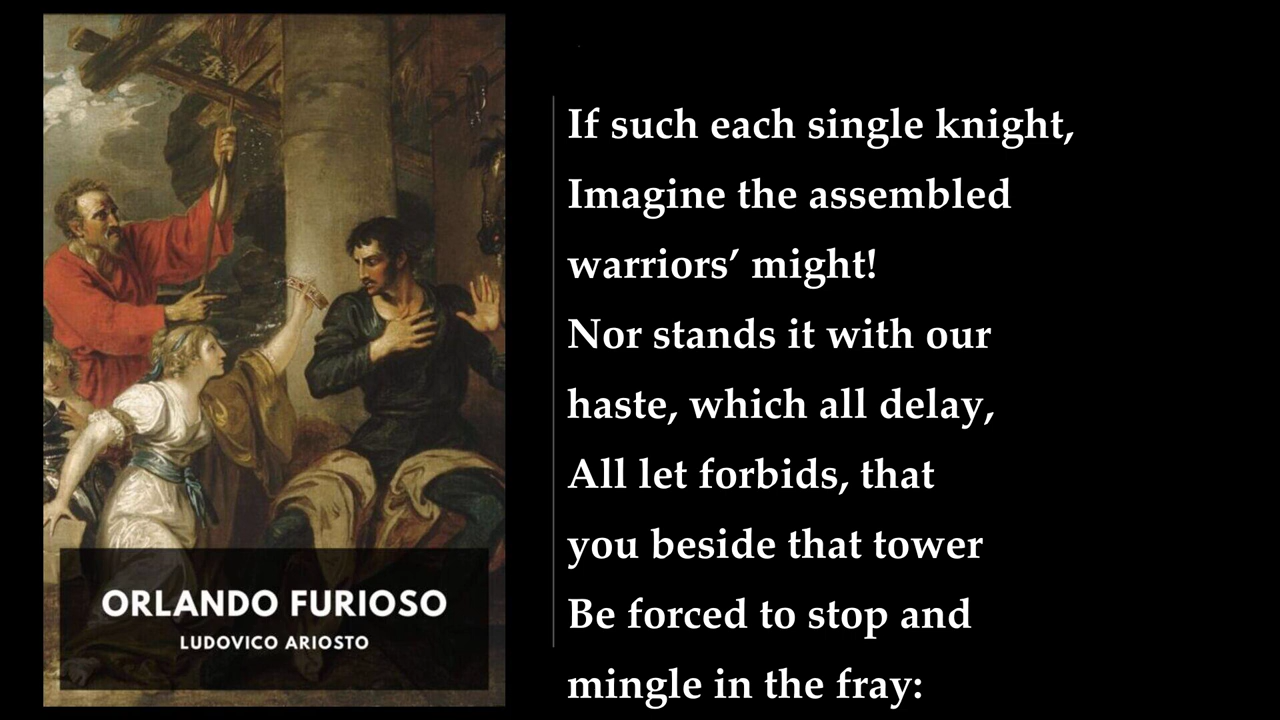 ORLANDO FURIOSO
LUDOVICO ARIOSTO
If such each single knight,
Imagine the assembled
warriors’ might!
Nor stands it with our
haste, which all delay,
All let forbids, that
you beside that tower
Be forced to stop and
mingle in the fray: